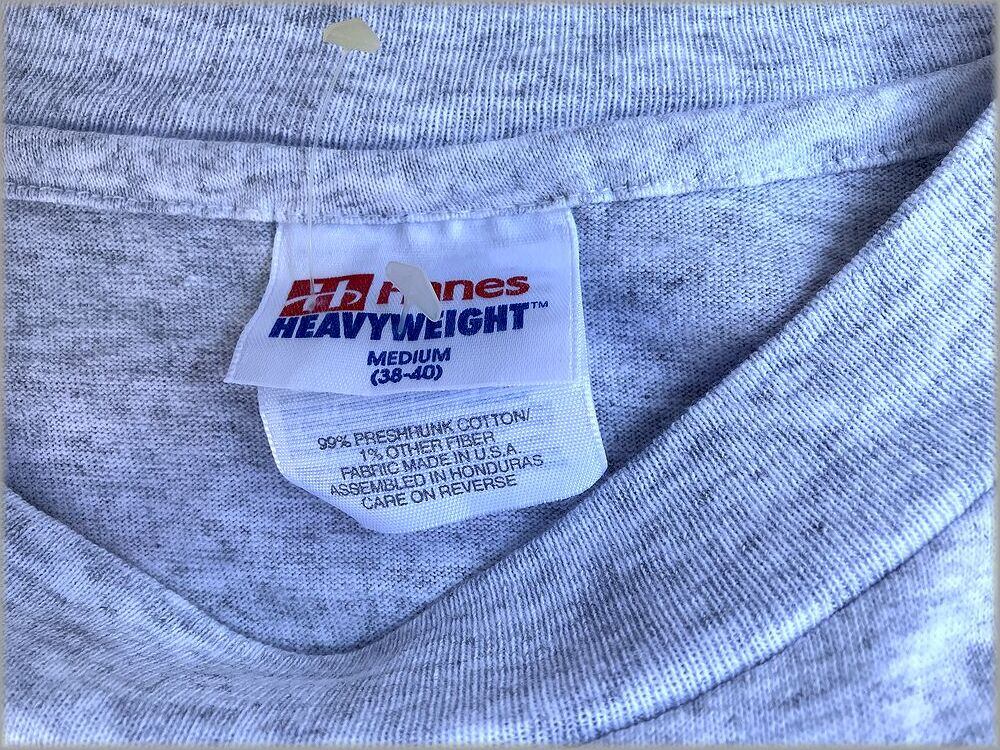 Hanes
HEAVYWEIGHT™
MEDIUM
(38-40)
99% PRESHRUNK COTTON/
1% OTHER FIBER
FABRIC MADE IN U.S.A
ASSEMBLED IN HONDURAS
CARE ON REVERSE